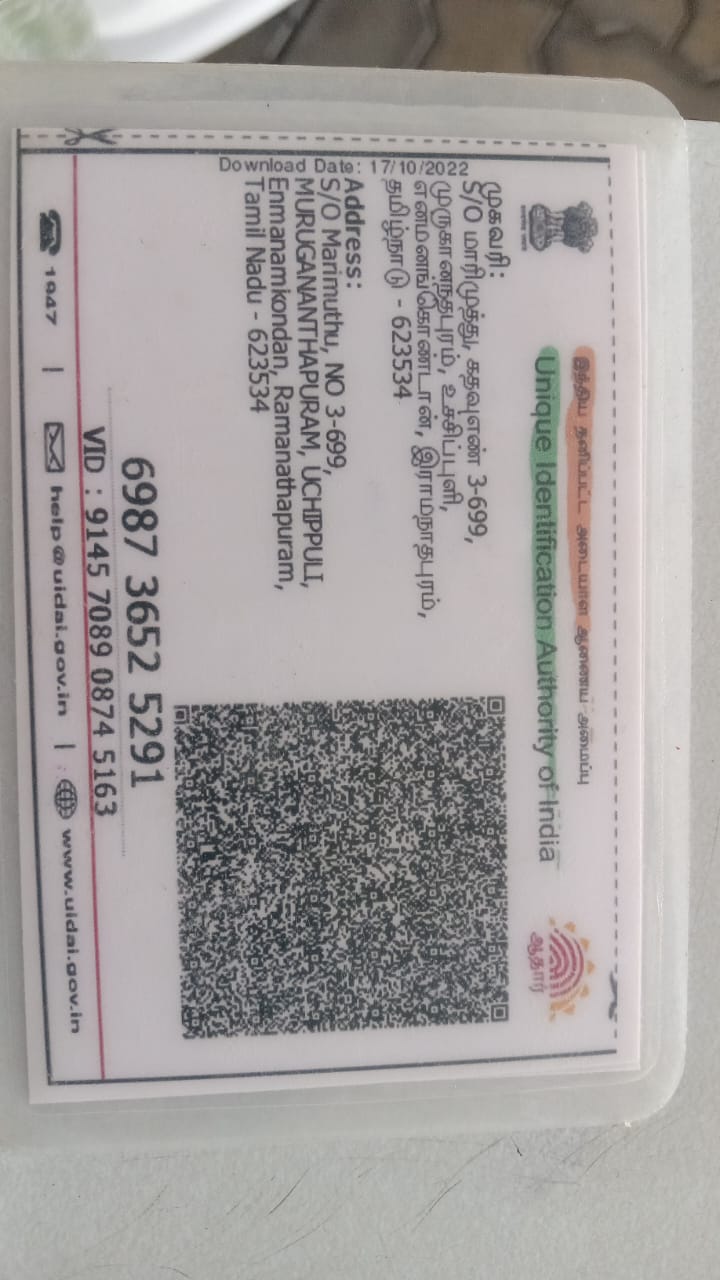 இந்திய தனிப்பட்ட அடையாள ஆணைய அமைப்பு
Unique Identification Authority of India
ஆதார்
Download Date: 17/10/2022
முகவரி:
S/O மாரிமுத்து, கதவுஎண் 3-699,
முருகானந்தபுரம், உச்சிப்புளி,
எனமனங்கொண்டான், இராமநாதபுரம்,
தமிழ்நாடு - 623534
Address:
S/O Marimuthu, NO 3-699,
MURUGANANTHAPURAM, UCHIPPULI,
Enmanamkondan, Ramanathapuram,
Tamil Nadu - 623534
6987 3652 5291
VID : 9145 7089 0874 5163
1947 | help@uidai.gov.in | www.uidai.gov.in